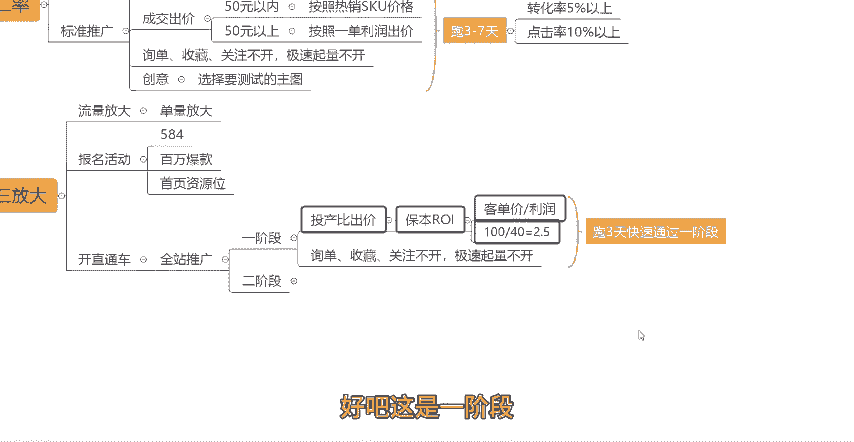 二率
标准推广
成交出价
50元以内
按照热销SKU价格
50元以上
按照一单利润出价
询单、收藏、关注不开，极速起量不开
创意
选择要测试的主图
宽3-7天
转化率5%以上
点击率10%以上
三放大
流量放大
单量放大
报名活动
584
百万爆款
首页资源位
开直通车
全站推广
一阶段
投产比出价
保本ROI
客单价/利润
100/40=2.5
询单、收藏、关注不开，极速起量不开
宽3天快速通过一阶段
二阶段
好吧这是一阶段